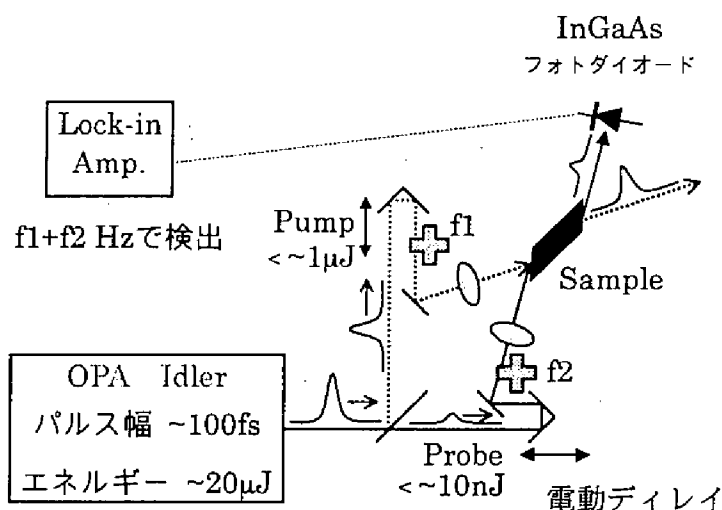 InGaAs
フォトダイオード
Lock-in
Amp.
f1+f2 Hzで検出
Pump
<~1μJ
f1
Sample
f2
OPA Idler
パルス幅 ~100fs
エネルギー ~20μJ
Probe
<~10nJ
電動ディレイ